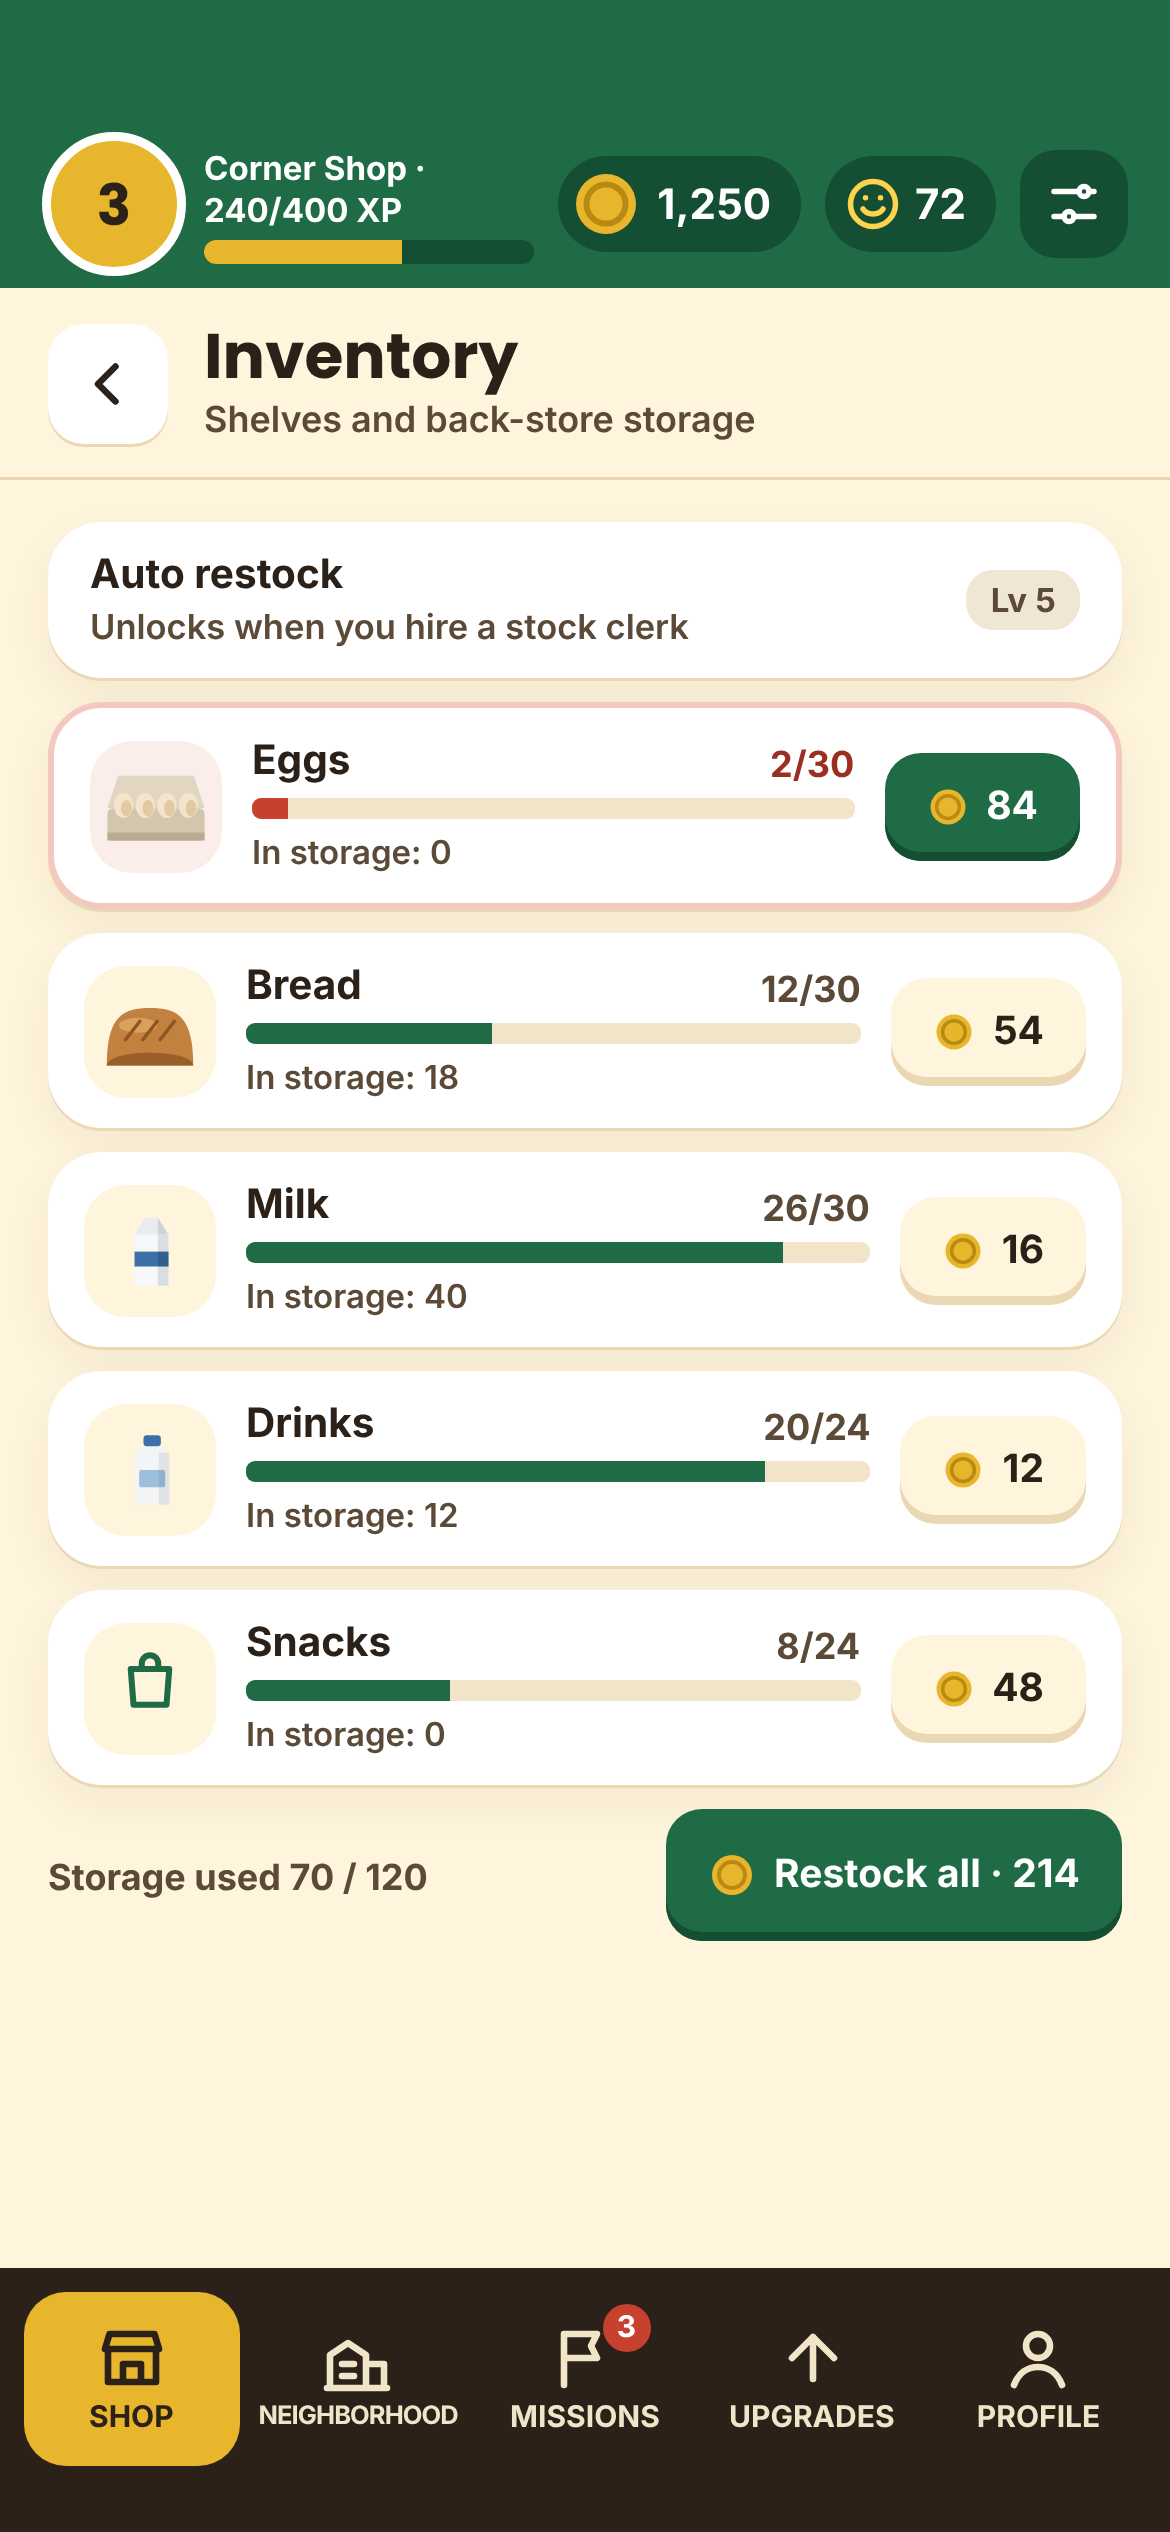 3
Corner Shop ·
240/400 XP
1,250
72
Inventory
Shelves and back-store storage
Auto restock
Unlocks when you hire a stock clerk
Lv 5
Eggs
2/30
In storage: 0
84
Bread
12/30
In storage: 18
54
Milk
26/30
In storage: 40
16
Drinks
20/24
In storage: 12
12
Snacks
8/24
In storage: 0
48
Storage used 70 / 120
Restock all · 214
SHOP
NEIGHBORHOOD
3
MISSIONS
UPGRADES
PROFILE